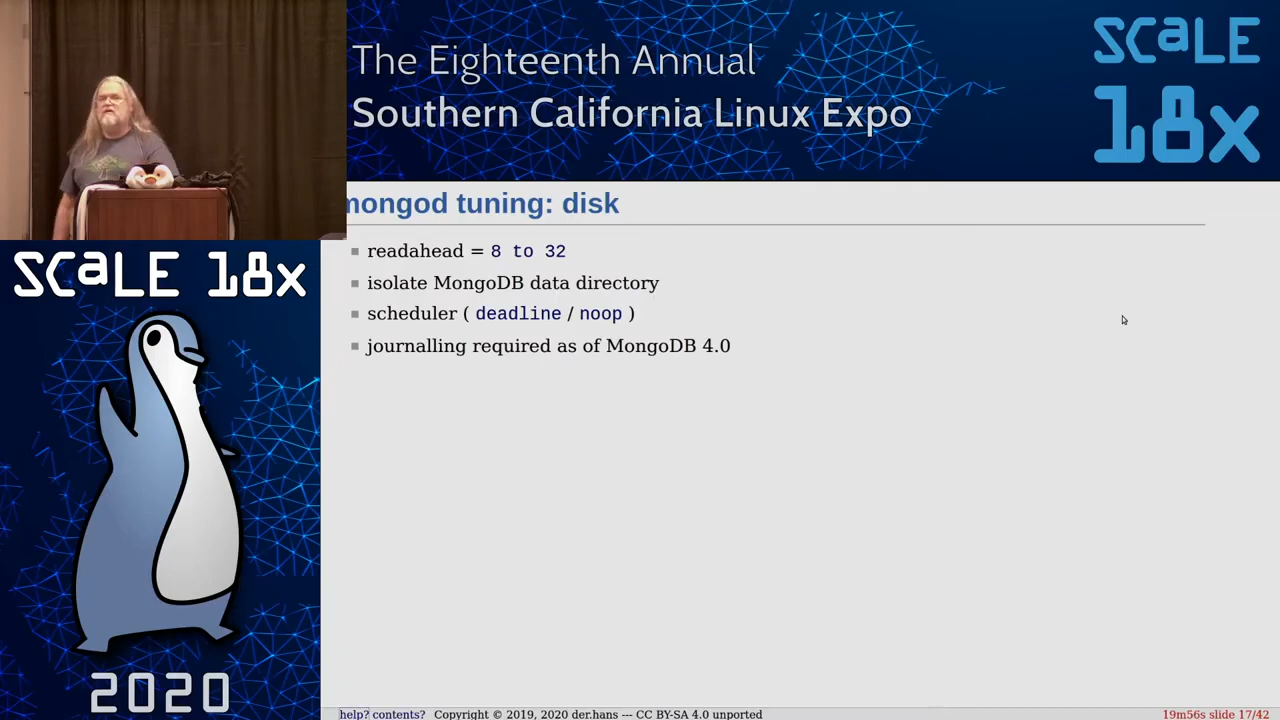 The Eighteenth Annual
Southern California Linux Expo
SCaLE
18x
mongod tuning: disk
readahead = 8 to 32
isolate MongoDB data directory
scheduler ( deadline / noop )
journalling required as of MongoDB 4.0
SCaLE 18x
2020
help? contents? Copyright © 2019, 2020 der.hans --- CC BY-SA 4.0 unported
19m56s slide 17/42